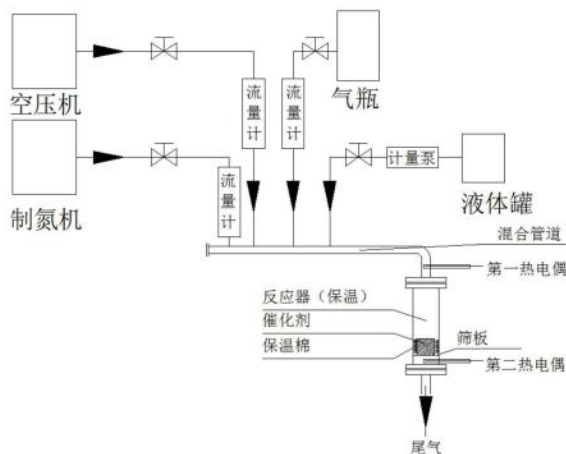 空压机
流量计
流量计
气瓶
制氮机
流量计
计量泵
液体罐
混合管道
第一热电偶
反应器（保温）
催化剂
保温棉
筛板
第二热电偶
尾气